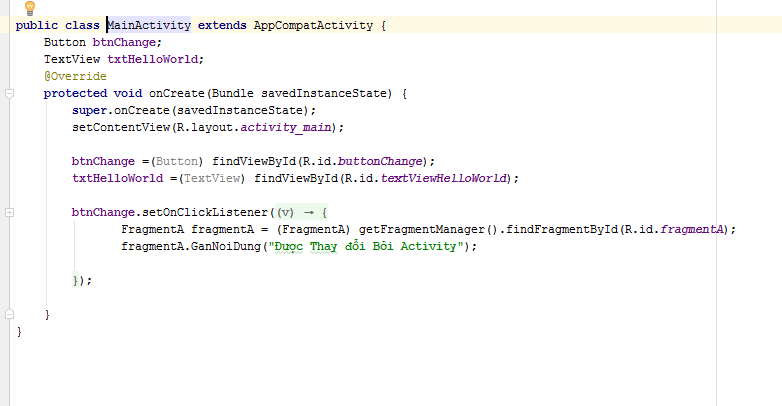 public class MainActivity extends AppCompatActivity {
Button btnChange;
TextView txtHelloWorld;
@Override
protected void onCreate(Bundle savedInstanceState) {
super.onCreate(savedInstanceState);
setContentView(R.layout.activity_main);
btnChange =(Button) findViewById(R.id.buttonChange);
txtHelloWorld =(TextView) findViewById(R.id.textViewHelloWorld);
btnChange.setOnClickListener((v) → {
FragmentA fragmentA = (FragmentA) getFragmentManager().findFragmentById(R.id.fragmentA);
fragmentA.GanNoiDung("Được Thay đổi Bởi Activity");
});
}
}